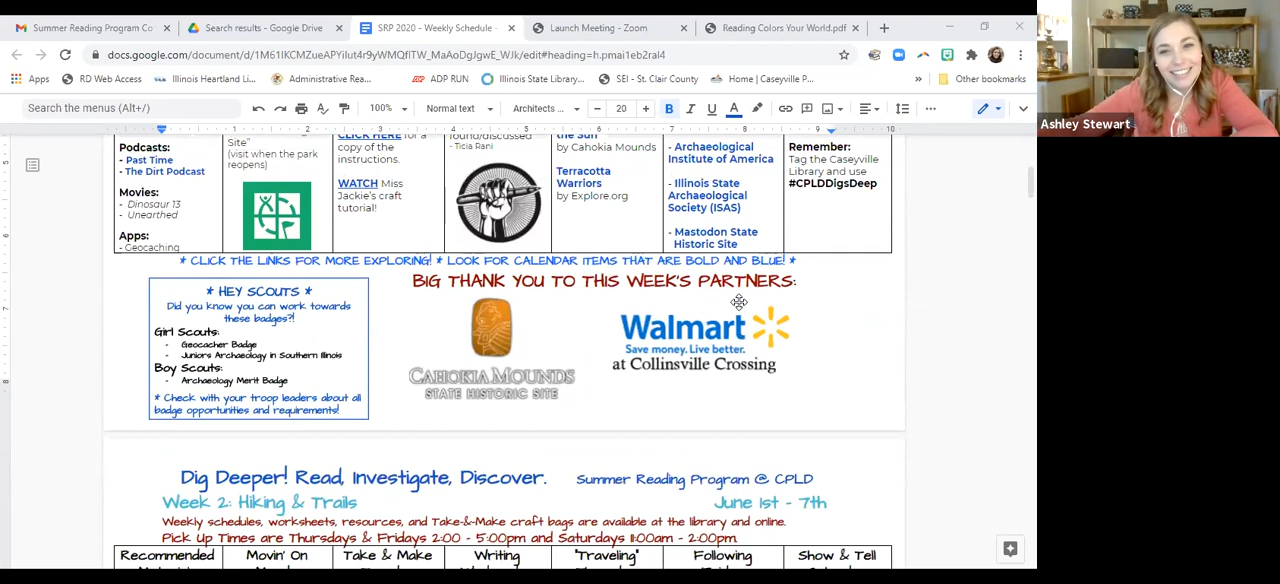 Summer Reading Program Co
Search results - Google Drive
SRP 2020 - Weekly Schedule -
Launch Meeting - Zoom
Reading Colors Your World.pdf
Ashley Stewart
Apps
RD Web Access
Illinois Heartland Li...
Administrative Rea...
ADP RUN
Illinois State Library...
SEI - St. Clair County
Home | Caseyville P...
»
Other bookmarks
Search the menus (Alt+/)
100%
Normal text
Architects ...
20
B
I
U
A
1
2
3
4
5
6
7
8
9
10
Podcasts:
- Past Time
- The Dirt Podcast
Movies:
- Dinosaur 13
- Unearthed
Apps:
- Geocaching
Site"
(visit when the park
reopens)
CLICK HERE for a
copy of the
instructions.
WATCH Miss
Jackie's craft
tutorial!
found/discussed
- Ticia Rani
the Sun
by Cahokia Mounds
Terracotta
Warriors
by Explore.org
- Archaeological
Institute of America
- Illinois State
Archaeological
Society (ISAS)
- Mastodon State
Historic Site
Remember:
Tag the Caseyville
Library and use
#CPLDDigsDeep
* CLICK THE LINKS FOR MORE EXPLORING! * LOOK FOR CALENDAR ITEMS THAT ARE BOLD AND BLUE! *
* HEY SCOUTS *
Did you know you can work towards
these badges?!
Girl Scouts:
- Geocacher Badge
- Juniors Archaeology in Southern Illinois
Boy Scouts:
- Archaeology Merit Badge
* Check with your troop leaders about all
badge opportunities and requirements!
BIG THANK YOU TO THIS WEEK'S PARTNERS:
CAHOKIA MOUNDS
STATE HISTORIC SITE
Walmart
Save money. Live better.
at Collinsville Crossing
Dig Deeper! Read, Investigate, Discover. Summer Reading Program @ CPLD
Week 2: Hiking & Trails June 1st - 7th
Weekly schedules, worksheets, resources, and Take-&-Make craft bags are available at the library and online.
Pick Up Times are Thursdays & Fridays 2:00 - 5:00pm and Saturdays 11:00am - 2:00pm.
Recommended
Movin' On
Take & Make
Writing
"Traveling"
Following
Show & Tell